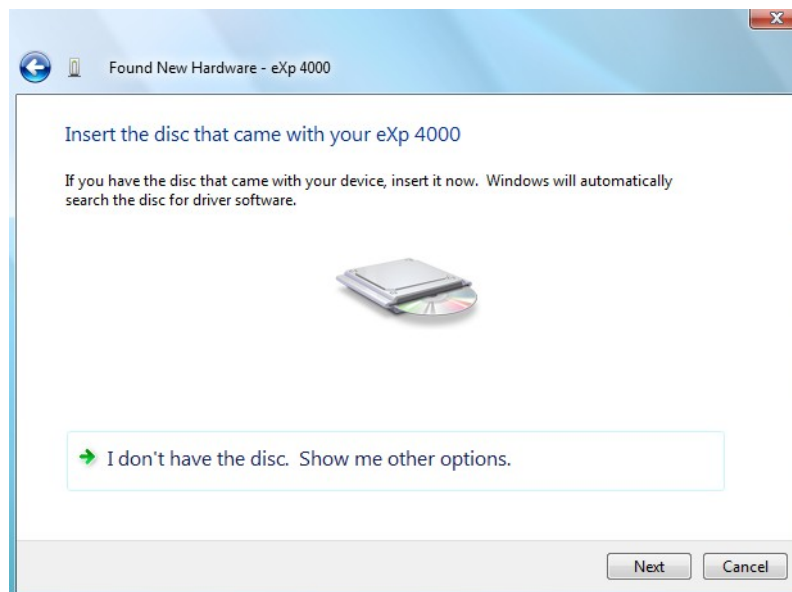 Found New Hardware - eXp 4000
Insert the disc that came with your eXp 4000
If you have the disc that came with your device, insert it now.  Windows will automatically
search the disc for driver software.
I don't have the disc.  Show me other options.
Next
Cancel